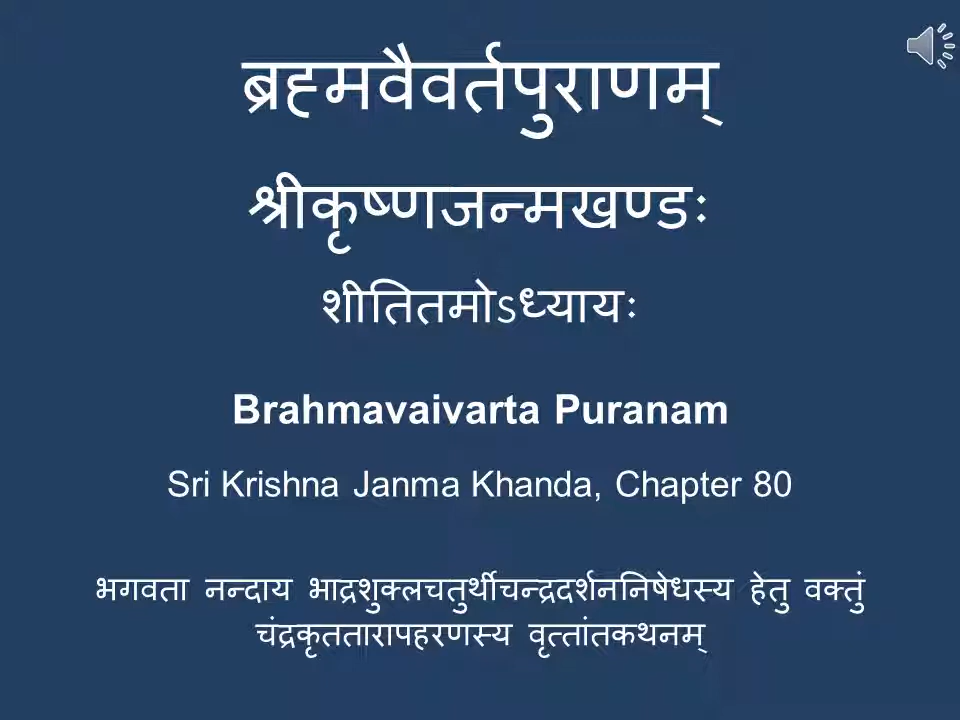 ब्रह्मवैवर्तपुराणम्
श्रीकृष्णजन्मखण्डः
शीतितमोऽध्यायः
Brahmavaivarta Puranam
Sri Krishna Janma Khanda, Chapter 80
भगवता नन्दाय भाद्रशुक्लचतुर्थीचन्द्रदर्शननिषेधस्य हेतु वक्तुं
चंद्रकृततारापहरणस्य वृत्तांतकथनम्